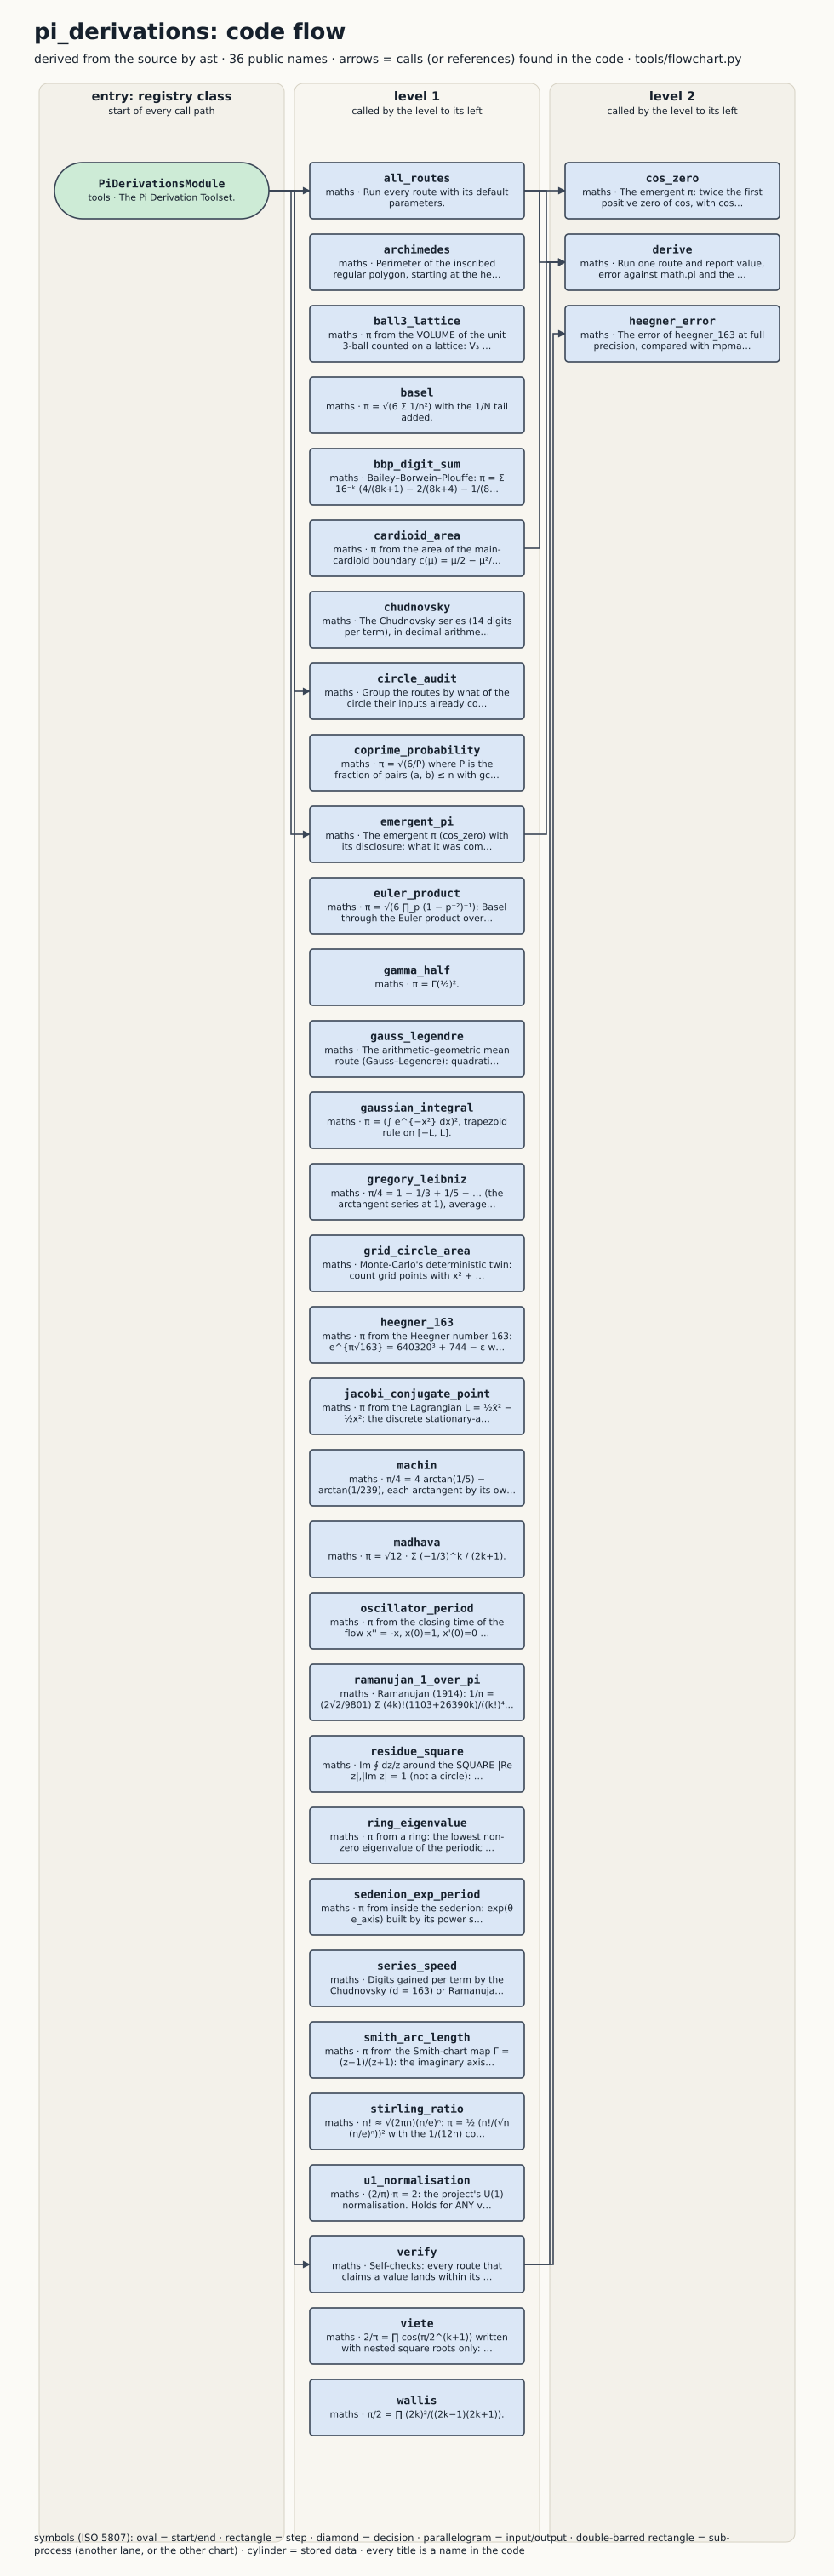 pi_derivations: code flow
derived from the source by ast · 36 public names · arrows = calls (or references) found in the code · tools/flowchart.py
entry: registry class
start of every call path
level 1
called by the level to its left
level 2
called by the level to its left
PiDerivationsModule
tools · The Pi Derivation Toolset.
all_routes
maths · Run every route with its default
parameters.
archimedes
maths · Perimeter of the inscribed
regular polygon, starting at the he…
ball3_lattice
maths · π from the VOLUME of the unit
3-ball counted on a lattice: V₃ …
basel
maths · π = √(6 Σ 1/n²) with the 1/N tail
added.
bbp_digit_sum
maths · Bailey–Borwein–Plouffe: π = Σ
16⁻ᵏ (4/(8k+1) − 2/(8k+4) − 1/(8…
cardioid_area
maths · π from the area of the main-
cardioid boundary c(μ) = μ/2 − μ²/…
chudnovsky
maths · The Chudnovsky series (14 digits
per term), in decimal arithme…
circle_audit
maths · Group the routes by what of the
circle their inputs already co…
coprime_probability
maths · π = √(6/P) where P is the
fraction of pairs (a, b) ≤ n with gc…
emergent_pi
maths · The emergent π (cos_zero) with
its disclosure: what it was com…
euler_product
maths · π = √(6 ∏_p (1 − p⁻²)⁻¹): Basel
through the Euler product over…
gamma_half
maths · π = Γ(½)².
gauss_legendre
maths · The arithmetic–geometric mean
route (Gauss–Legendre): quadrati…
gaussian_integral
maths · π = (∫ e^{−x²} dx)², trapezoid
rule on [−L, L].
gregory_leibniz
maths · π/4 = 1 − 1/3 + 1/5 − … (the
arctangent series at 1), average…
grid_circle_area
maths · Monte-Carlo's deterministic twin:
count grid points with x² + …
heegner_163
maths · π from the Heegner number 163:
e^{π√163} = 640320³ + 744 − ε w…
jacobi_conjugate_point
maths · π from the Lagrangian L = ½ẋ² −
½x²: the discrete stationary-a…
machin
maths · π/4 = 4 arctan(1/5) −
arctan(1/239), each arctangent by its ow…
madhava
maths · π = √12 · Σ (−1/3)^k / (2k+1).
oscillator_period
maths · π from the closing time of the
flow x'' = -x, x(0)=1, x'(0)=0 …
ramanujan_1_over_pi
maths · Ramanujan (1914): 1/π =
(2√2/9801) Σ (4k)!(1103+26390k)/((k!)⁴…
residue_square
maths · Im ∮ dz/z around the SQUARE |Re
z|,|Im z| = 1 (not a circle): …
ring_eigenvalue
maths · π from a ring: the lowest non-
zero eigenvalue of the periodic …
sedenion_exp_period
maths · π from inside the sedenion: exp(θ
e_axis) built by its power s…
series_speed
maths · Digits gained per term by the
Chudnovsky (d = 163) or Ramanuja…
smith_arc_length
maths · π from the Smith-chart map Γ =
(z−1)/(z+1): the imaginary axis…
stirling_ratio
maths · n! ≈ √(2πn)(n/e)ⁿ: π = ½ (n!/(√n
(n/e)ⁿ))² with the 1/(12n) co…
u1_normalisation
maths · (2/π)·π = 2: the project's U(1)
normalisation. Holds for ANY v…
verify
maths · Self-checks: every route that
claims a value lands within its …
viete
maths · 2/π = ∏ cos(π/2^(k+1)) written
with nested square roots only: …
wallis
maths · π/2 = ∏ (2k)²/((2k−1)(2k+1)).
cos_zero
maths · The emergent π: twice the first
positive zero of cos, with cos…
derive
maths · Run one route and report value,
error against math.pi and the …
heegner_error
maths · The error of heegner_163 at full
precision, compared with mpma…
symbols (ISO 5807): oval = start/end · rectangle = step · diamond = decision · parallelogram = input/output · double-barred rectangle = sub-
process (another lane, or the other chart) · cylinder = stored data · every title is a name in the code